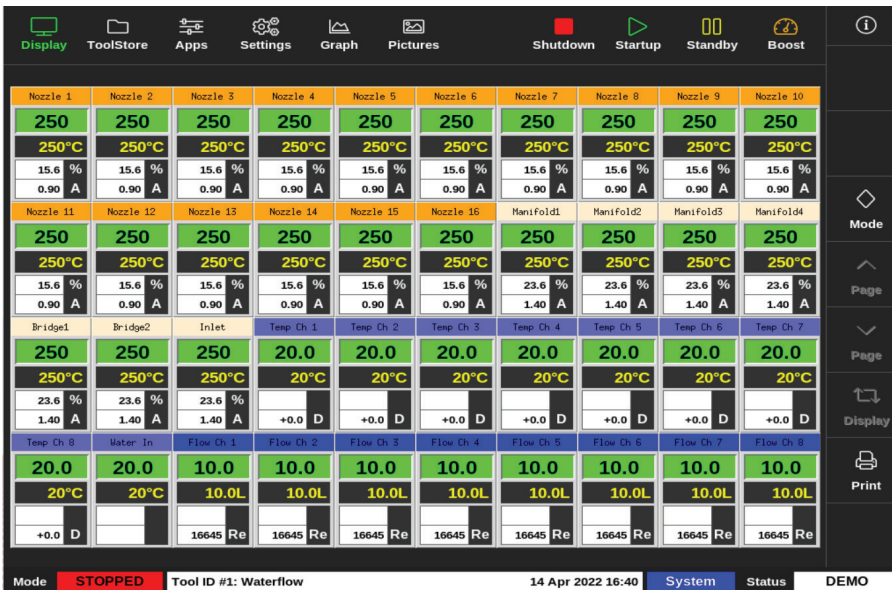 Display ToolStore Apps Settings Graph Pictures Shutdown Startup Standby Boost
Nozzle 1 Nozzle 2 Nozzle 3 Nozzle 4 Nozzle 5 Nozzle 6 Nozzle 7 Nozzle 8 Nozzle 9 Nozzle 10
250 250 250 250 250 250 250 250 250 250
250°C 250°C 250°C 250°C 250°C 250°C 250°C 250°C 250°C 250°C
15.6 % 15.6 % 15.6 % 15.6 % 15.6 % 15.6 % 15.6 % 15.6 % 15.6 % 15.6 %
0.90 A 0.90 A 0.90 A 0.90 A 0.90 A 0.90 A 0.90 A 0.90 A 0.90 A 0.90 A
Nozzle 11 Nozzle 12 Nozzle 13 Nozzle 14 Nozzle 15 Nozzle 16 Manifold1 Manifold2 Manifold3 Manifold4
250 250 250 250 250 250 250 250 250 250
250°C 250°C 250°C 250°C 250°C 250°C 250°C 250°C 250°C 250°C
15.6 % 15.6 % 15.6 % 15.6 % 15.6 % 15.6 % 23.6 % 23.6 % 23.6 % 23.6 %
0.90 A 0.90 A 0.90 A 0.90 A 0.90 A 0.90 A 1.40 A 1.40 A 1.40 A 1.40 A
Bridge1 Bridge2 Inlet Temp Ch 1 Temp Ch 2 Temp Ch 3 Temp Ch 4 Temp Ch 5 Temp Ch 6 Temp Ch 7
250 250 250 20.0 20.0 20.0 20.0 20.0 20.0 20.0
250°C 250°C 250°C 20°C 20°C 20°C 20°C 20°C 20°C 20°C
23.6 % 23.6 % 23.6 %
1.40 A 1.40 A 1.40 A +0.0 D +0.0 D +0.0 D +0.0 D +0.0 D +0.0 D +0.0 D
Temp Ch 8 Water In Flow Ch 1 Flow Ch 2 Flow Ch 3 Flow Ch 4 Flow Ch 5 Flow Ch 6 Flow Ch 7 Flow Ch 8
20.0 20.0 10.0 10.0 10.0 10.0 10.0 10.0 10.0 10.0
20°C 20°C 10.0L 10.0L 10.0L 10.0L 10.0L 10.0L 10.0L 10.0L
+0.0 D 16645 Re 16645 Re 16645 Re 16645 Re 16645 Re 16645 Re 16645 Re 16645 Re
Mode
Page
Page
Display
Print
Mode STOPPED Tool ID #1: Waterflow 14 Apr 2022 16:40 System Status DEMO